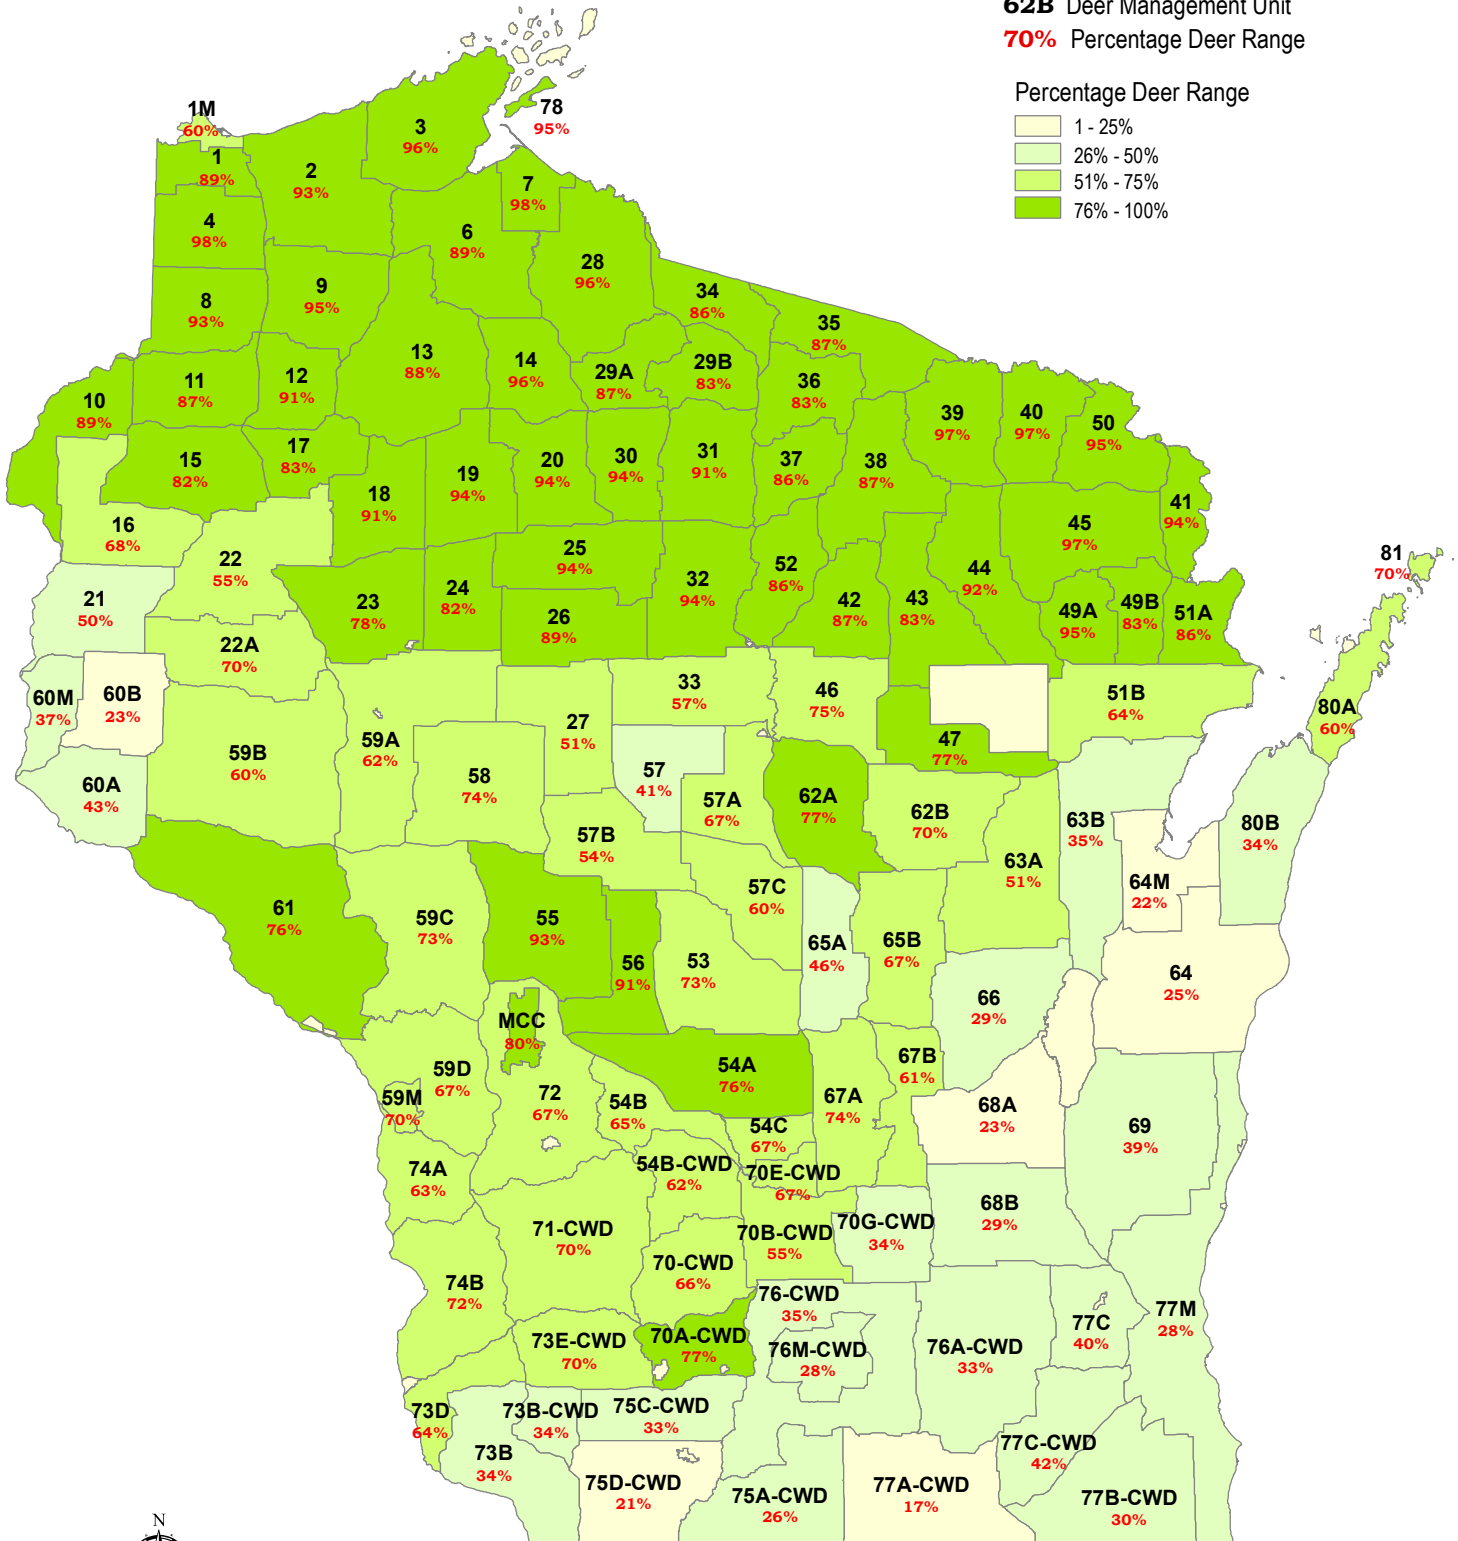 62B Deer Management Unit
70% Percentage Deer Range
Percentage Deer Range
1 - 25%
26% - 50%
51% - 75%
76% - 100%
1M
60%
78
95%
3
96%
1
89%
2
93%
7
98%
4
98%
6
89%
28
96%
9
95%
8
93%
34
86%
35
87%
13
88%
14
96%
29A
87%
29B
83%
36
83%
12
91%
11
87%
10
89%
39
97%
40
97%
50
95%
17
83%
15
82%
18
91%
19
94%
20
94%
30
94%
31
91%
37
86%
38
87%
41
94%
16
68%
22
55%
25
94%
52
86%
45
97%
81
70%
21
50%
23
78%
24
82%
26
89%
32
94%
42
87%
43
83%
44
92%
49A
95%
49B
83%
51A
86%
22A
70%
60M
37%
60B
23%
33
57%
46
75%
51B
64%
80A
60%
27
51%
59A
62%
59B
60%
47
77%
60A
43%
58
74%
57
41%
57A
67%
62A
77%
62B
70%
63B
35%
80B
34%
57B
54%
63A
51%
57C
60%
64M
22%
61
76%
59C
73%
55
93%
65A
46%
65B
67%
56
91%
53
73%
64
25%
66
29%
MCC
80%
59D
67%
54A
76%
67B
61%
59M
70%
72
67%
54B
65%
67A
74%
68A
23%
54C
67%
69
39%
74A
63%
54B-CWD
62%
70E-CWD
67%
71-CWD
70%
70B-CWD
55%
70G-CWD
34%
68B
29%
70-CWD
66%
74B
72%
76-CWD
35%
77M
28%
77C
40%
73E-CWD
70%
70A-CWD
77%
76M-CWD
28%
76A-CWD
33%
73D
64%
73B-CWD
34%
75C-CWD
33%
73B
34%
77C-CWD
42%
75D-CWD
21%
75A-CWD
26%
77A-CWD
17%
77B-CWD
30%
N